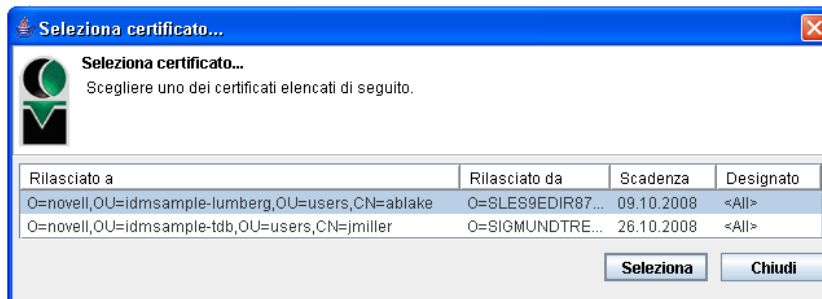 Seleziona certificato...
Seleziona certificato...
Scegliere uno dei certificati elencati di seguito.
Rilasciato a Rilasciato da Scadenza Designato
O=novell,OU=idmsample-lumberg,OU=users,CN=ablake O=SLES9EDIR87... 09.10.2008 <All>
O=novell,OU=idmsample-tdb,OU=users,CN=jmiller O=SIGMUNDTRE... 26.10.2008 <All>
Seleziona Chiudi